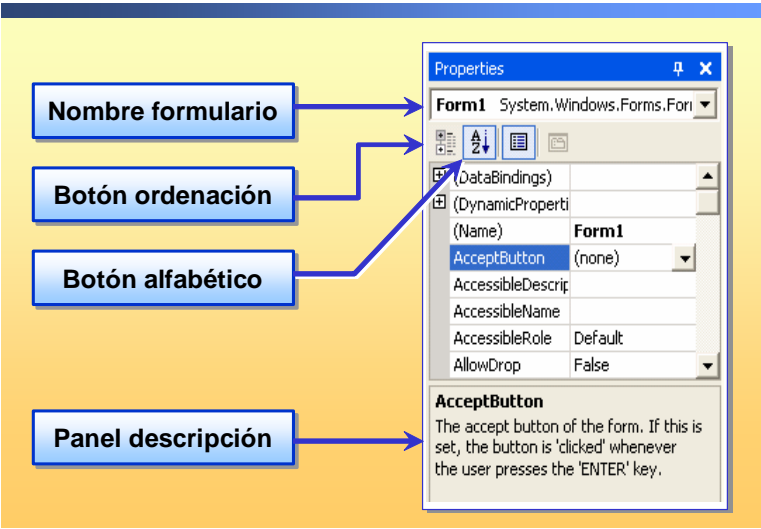 Nombre formulario
Botón ordenación
Botón alfabético
Panel descripción
Properties
Form1 System.Windows.Forms.For
(DataBindings)
(DynamicProperti
(Name) Form1
AcceptButton (none)
AccessibleDescrip
AccessibleName
AccessibleRole Default
AllowDrop False
AcceptButton
The accept button of the form. If this is
set, the button is 'clicked' whenever
the user presses the 'ENTER' key.